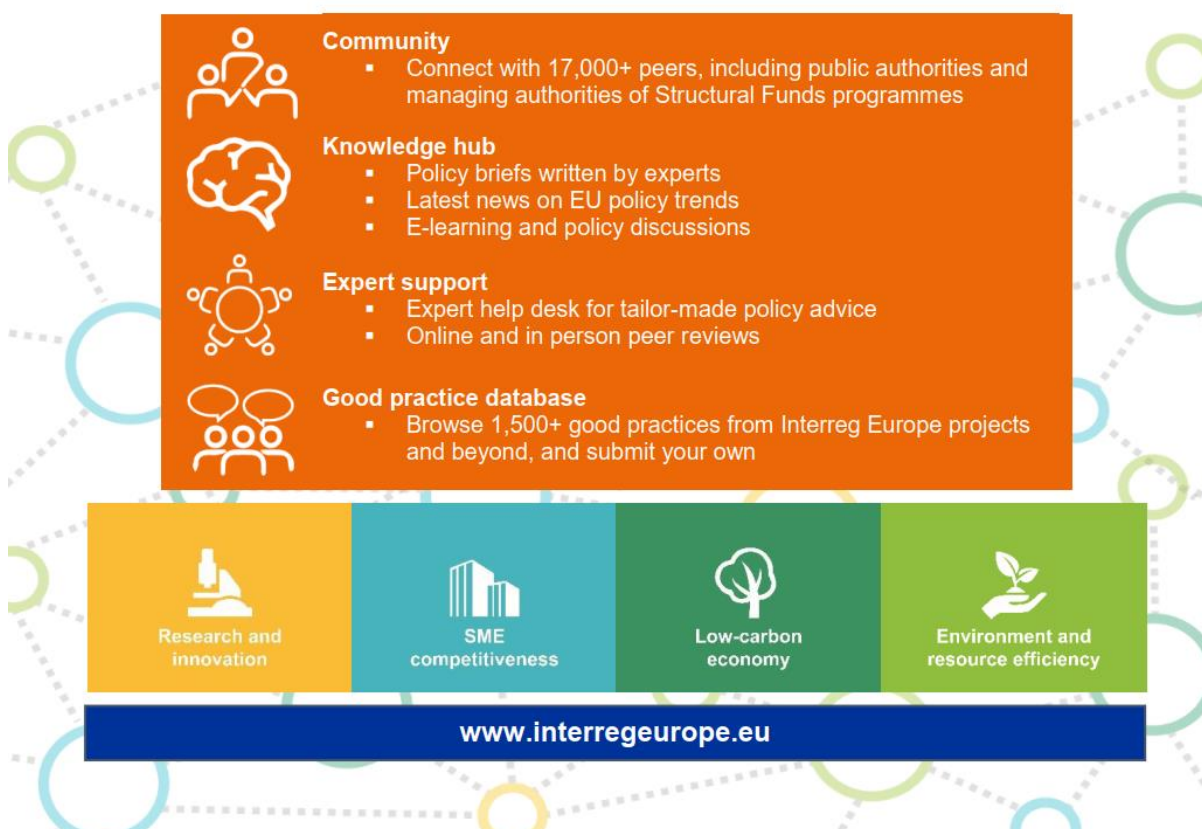 Community
▪ Connect with 17,000+ peers, including public authorities and
managing authorities of Structural Funds programmes
Knowledge hub
▪ Policy briefs written by experts
▪ Latest news on EU policy trends
▪ E-learning and policy discussions
Expert support
▪ Expert help desk for tailor-made policy advice
▪ Online and in person peer reviews
Good practice database
▪ Browse 1,500+ good practices from Interreg Europe projects
and beyond, and submit your own
Research and
innovation
SME
competitiveness
Low-carbon
economy
Environment and
resource efficiency
www.interregeurope.eu